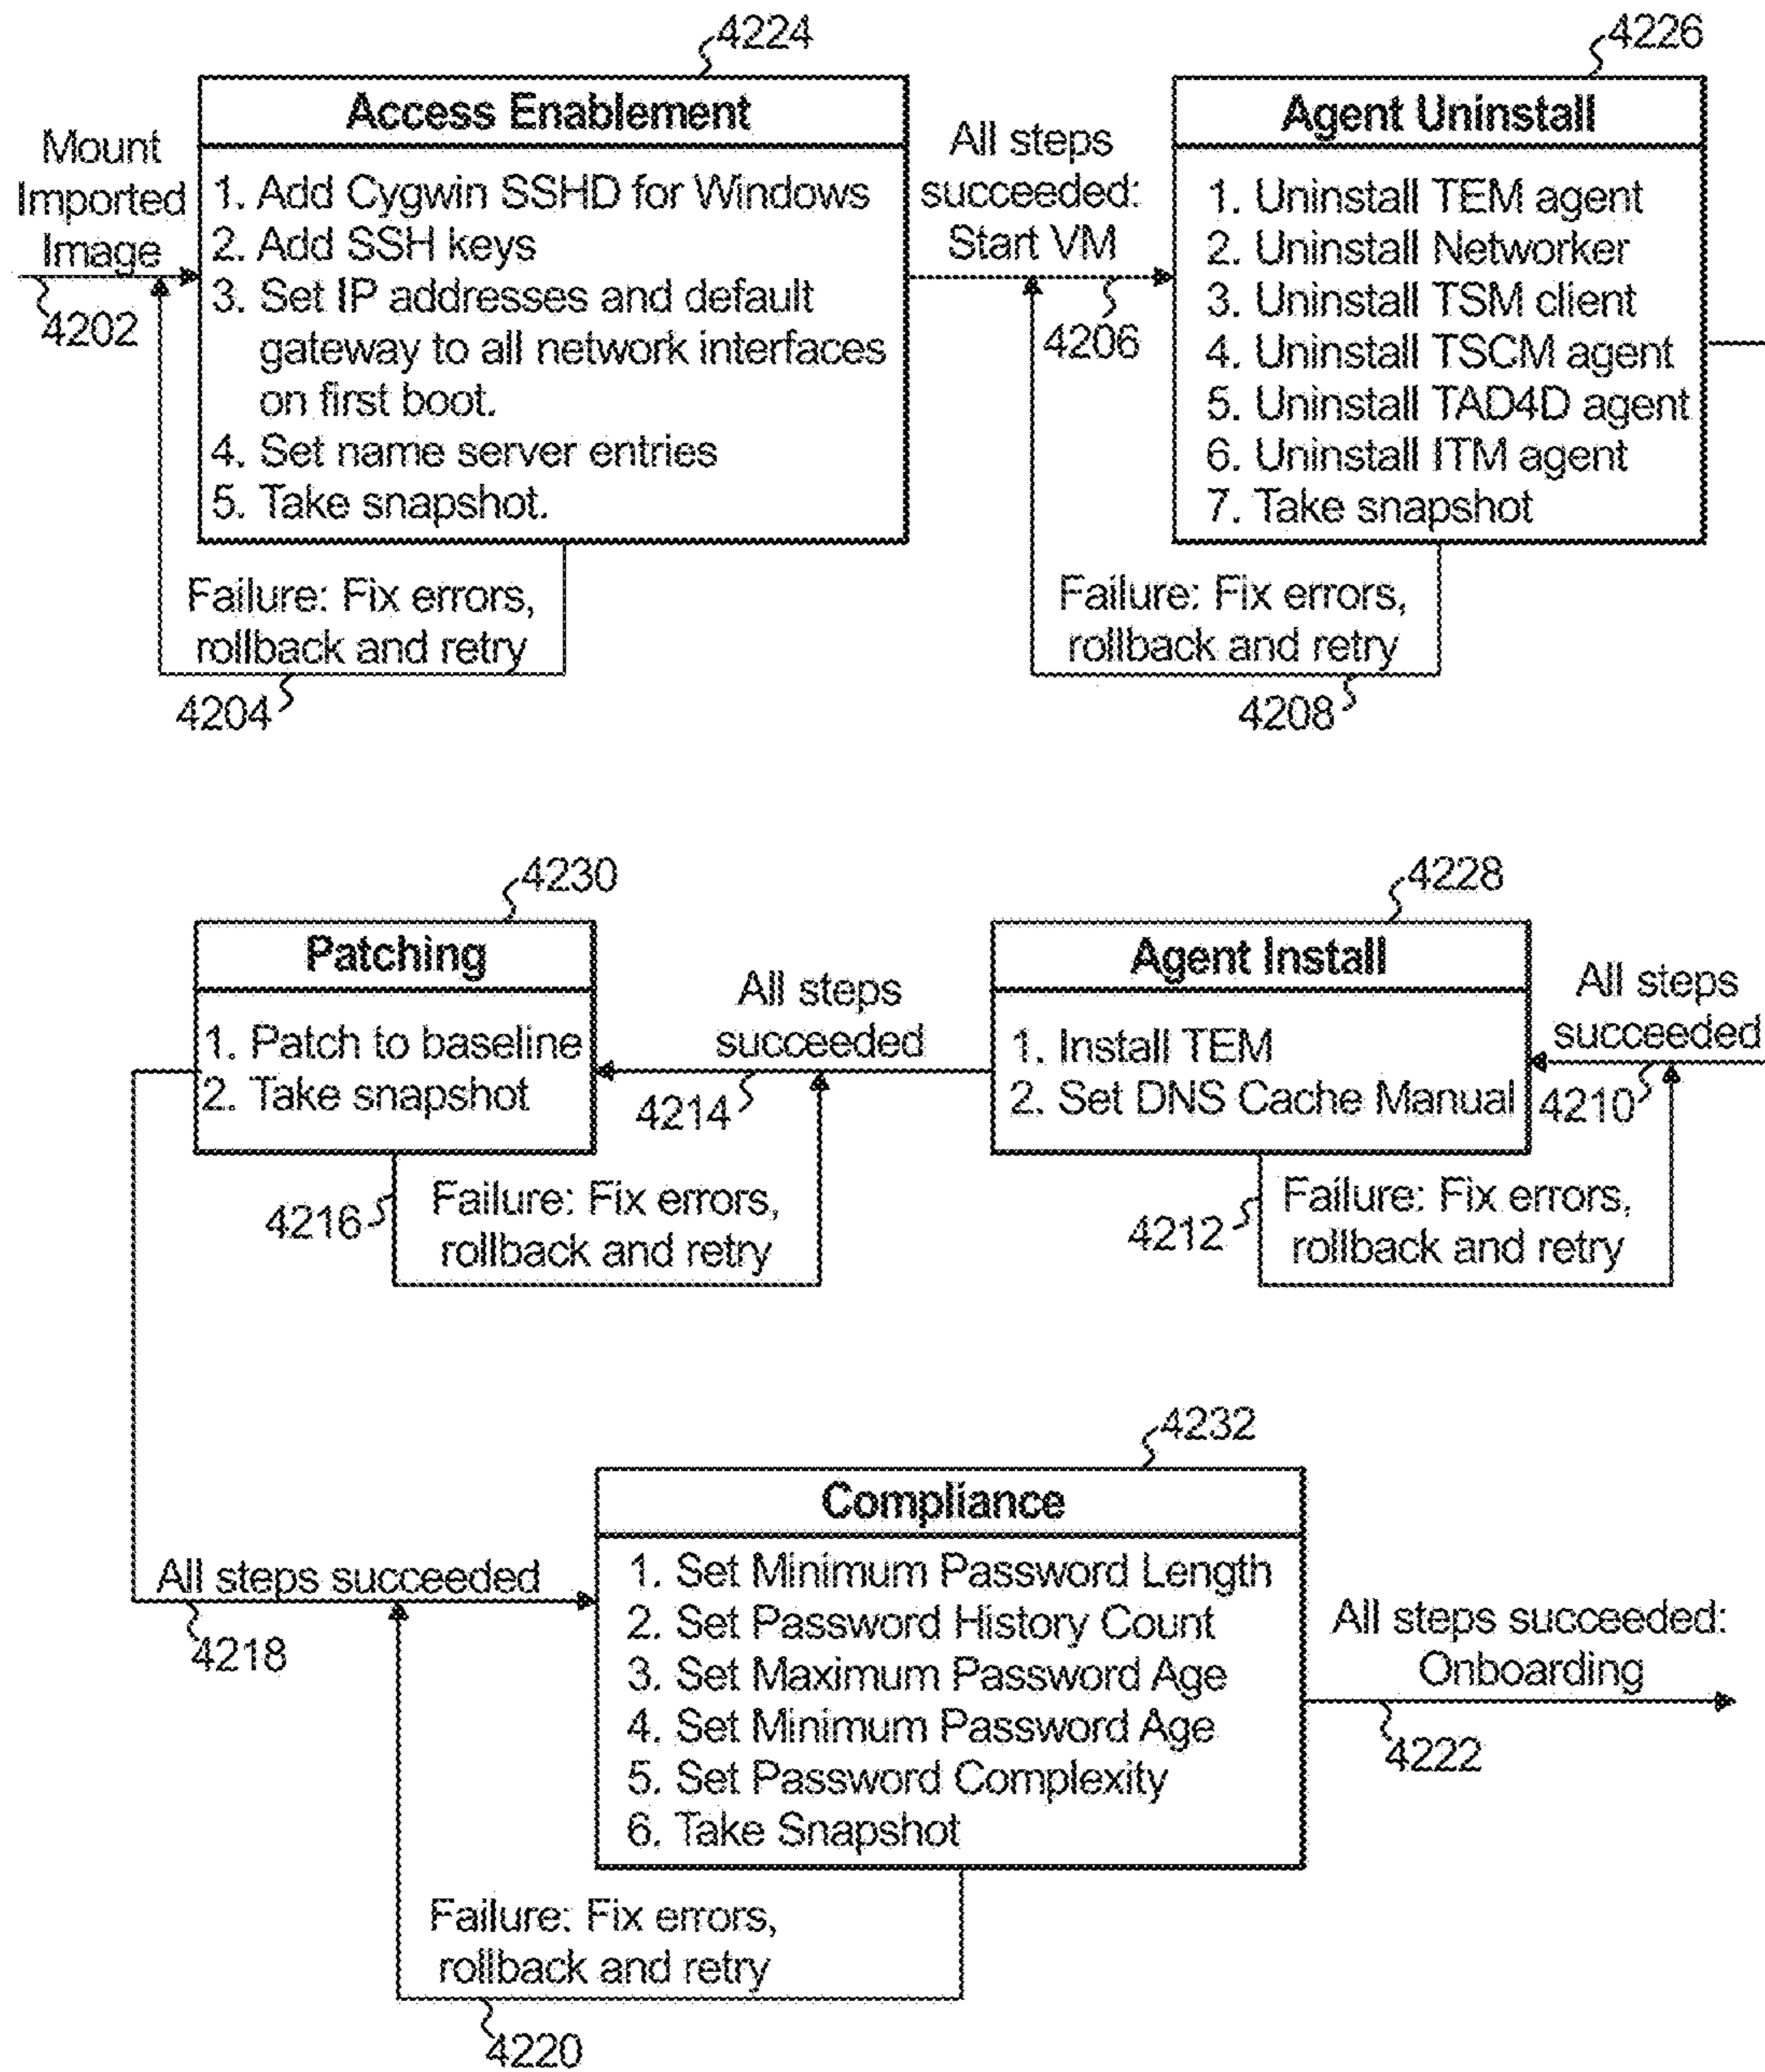 4224
Access Enablement
Mount
Imported
Image
4202
1. Add Cygwin SSHD for Windows
2. Add SSH keys
3. Set IP addresses and default
gateway to all network interfaces
on first boot.
4. Set name server entries
5. Take snapshot.
Failure: Fix errors,
rollback and retry
4204
All steps
succeeded:
Start VM
4206
4226
Agent Uninstall
1. Uninstall TEM agent
2. Uninstall Networker
3. Uninstall TSM client
4. Uninstall TSCM agent
5. Uninstall TAD4D agent
6. Uninstall ITM agent
7. Take snapshot
Failure: Fix errors,
rollback and retry
4208
All steps
succeeded
4210
4228
Agent Install
1. Install TEM
2. Set DNS Cache Manual
Failure: Fix errors,
rollback and retry
4212
All steps
succeeded
4214
4230
Patching
1. Patch to baseline
2. Take snapshot
4216
Failure: Fix errors,
rollback and retry
All steps succeeded
4218
4232
Compliance
1. Set Minimum Password Length
2. Set Password History Count
3. Set Maximum Password Age
4. Set Minimum Password Age
5. Set Password Complexity
6. Take Snapshot
Failure: Fix errors,
rollback and retry
4220
All steps succeeded:
Onboarding
4222